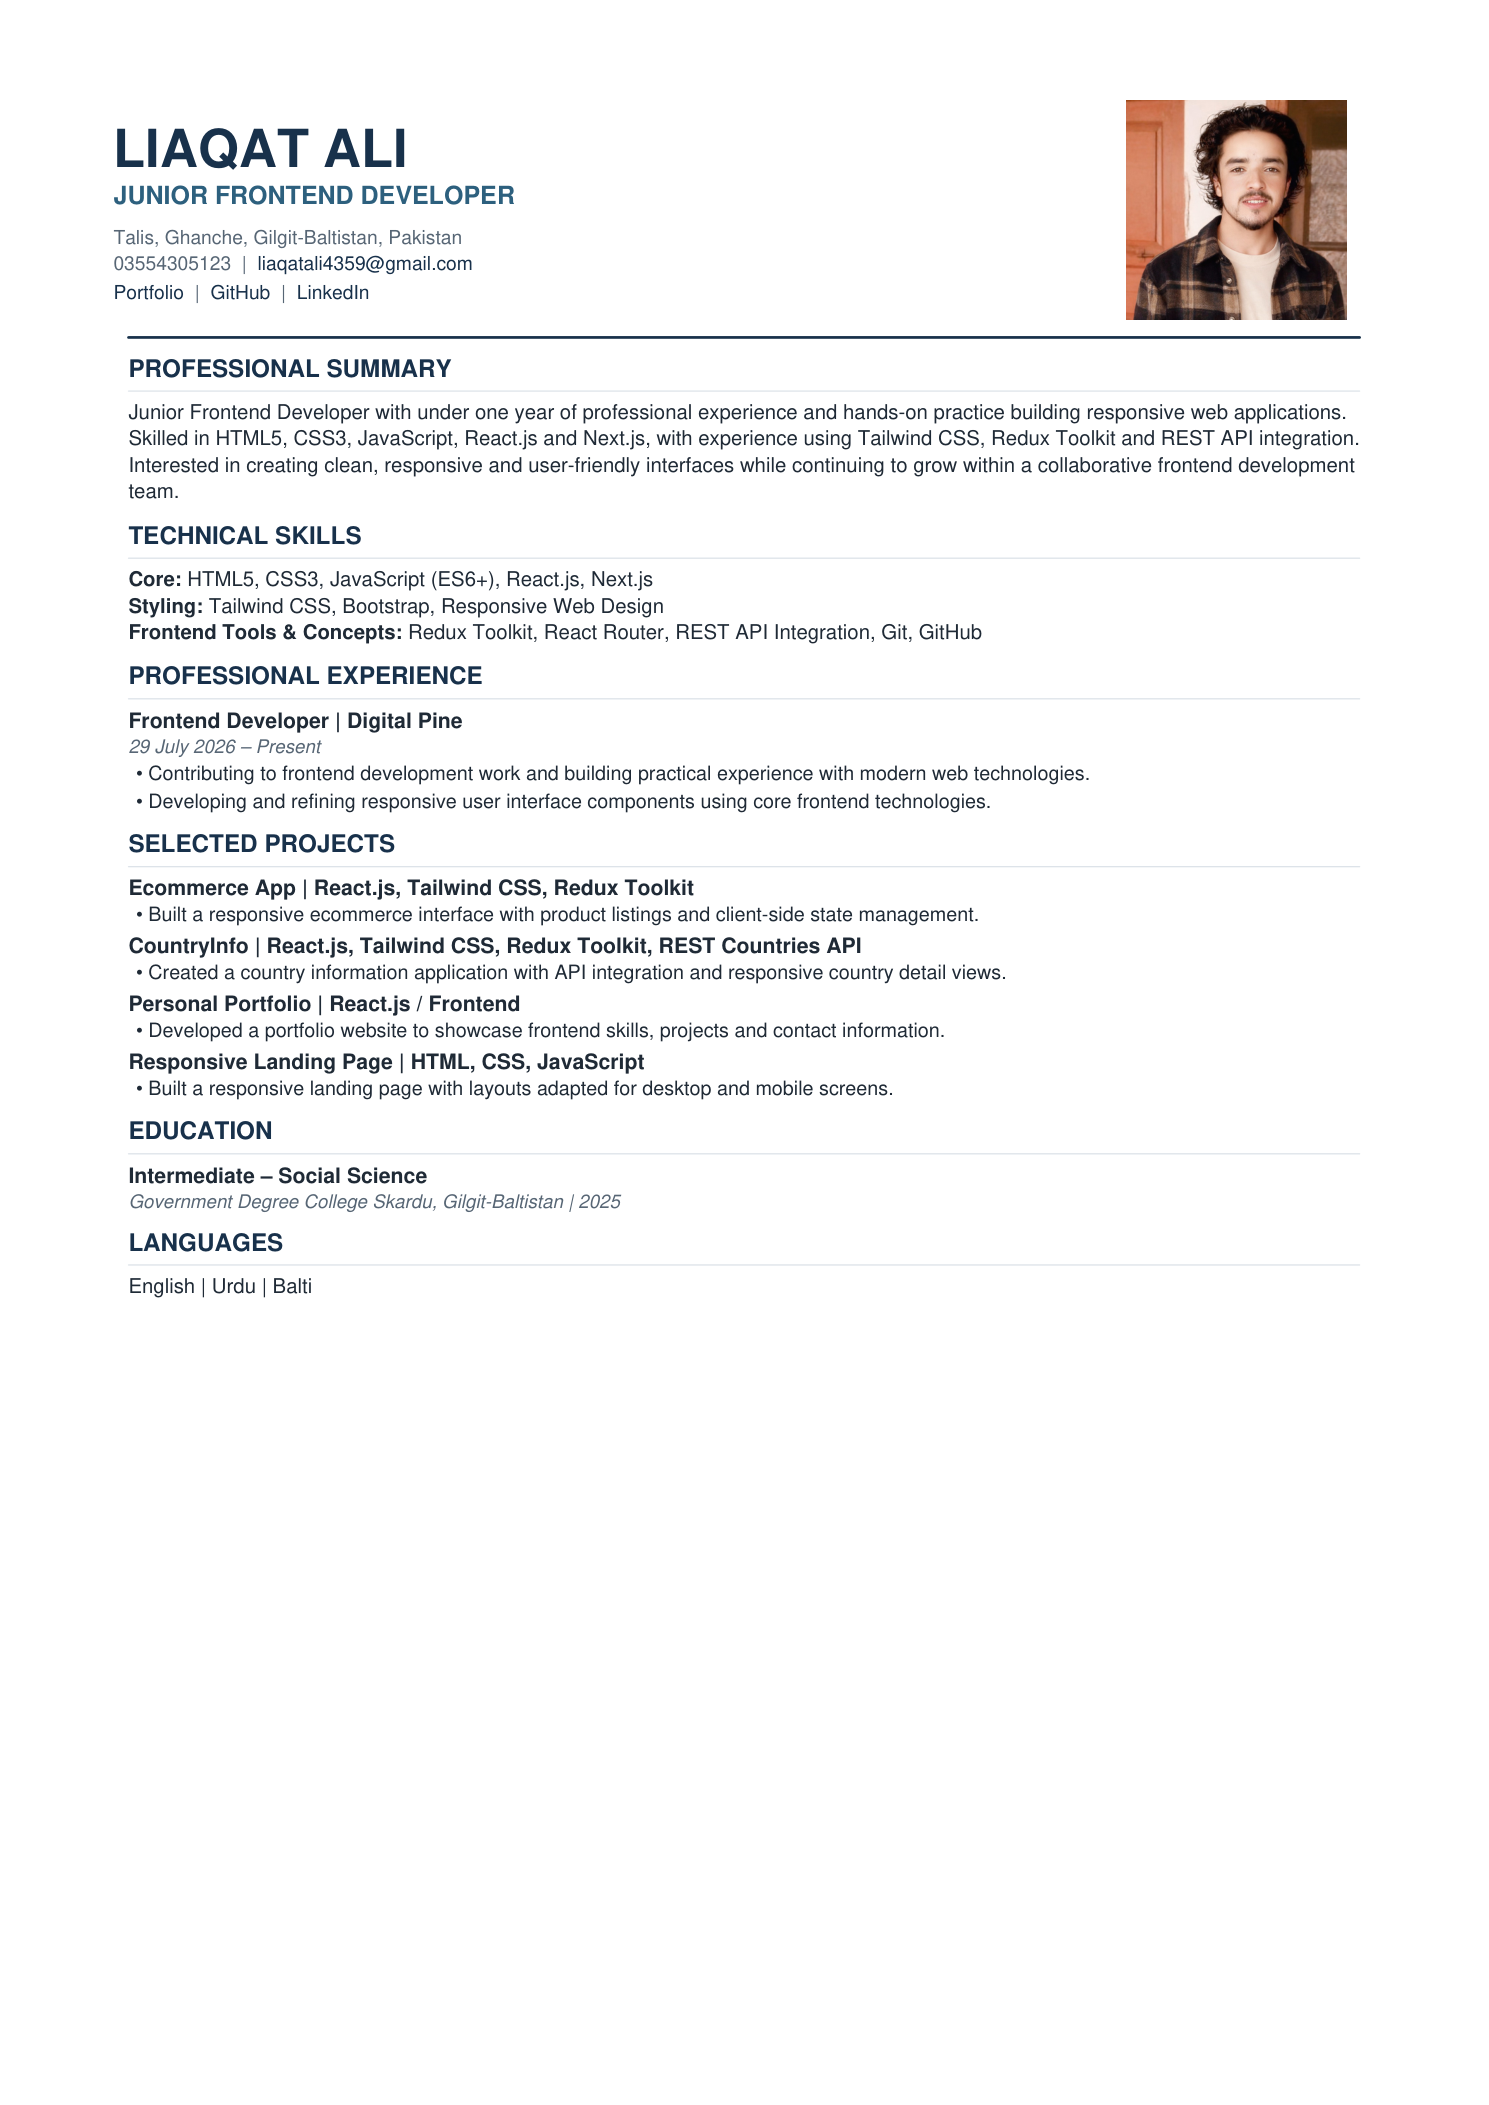 LIAQAT ALI
JUNIOR FRONTEND DEVELOPER
Talis, Ghanche, Gilgit-Baltistan, Pakistan
03554305123 | liaqatali4359@gmail.com
Portfolio | GitHub | LinkedIn
PROFESSIONAL SUMMARY
Junior Frontend Developer with under one year of professional experience and hands-on practice building responsive web applications.
Skilled in HTML5, CSS3, JavaScript, React.js and Next.js, with experience using Tailwind CSS, Redux Toolkit and REST API integration.
Interested in creating clean, responsive and user-friendly interfaces while continuing to grow within a collaborative frontend development
team.
TECHNICAL SKILLS
Core: HTML5, CSS3, JavaScript (ES6+), React.js, Next.js
Styling: Tailwind CSS, Bootstrap, Responsive Web Design
Frontend Tools & Concepts: Redux Toolkit, React Router, REST API Integration, Git, GitHub
PROFESSIONAL EXPERIENCE
Frontend Developer | Digital Pine
29 July 2026 – Present
• Contributing to frontend development work and building practical experience with modern web technologies.
• Developing and refining responsive user interface components using core frontend technologies.
SELECTED PROJECTS
Ecommerce App | React.js, Tailwind CSS, Redux Toolkit
• Built a responsive ecommerce interface with product listings and client-side state management.
CountryInfo | React.js, Tailwind CSS, Redux Toolkit, REST Countries API
• Created a country information application with API integration and responsive country detail views.
Personal Portfolio | React.js / Frontend
• Developed a portfolio website to showcase frontend skills, projects and contact information.
Responsive Landing Page | HTML, CSS, JavaScript
• Built a responsive landing page with layouts adapted for desktop and mobile screens.
EDUCATION
Intermediate – Social Science
Government Degree College Skardu, Gilgit-Baltistan | 2025
LANGUAGES
English | Urdu | Balti